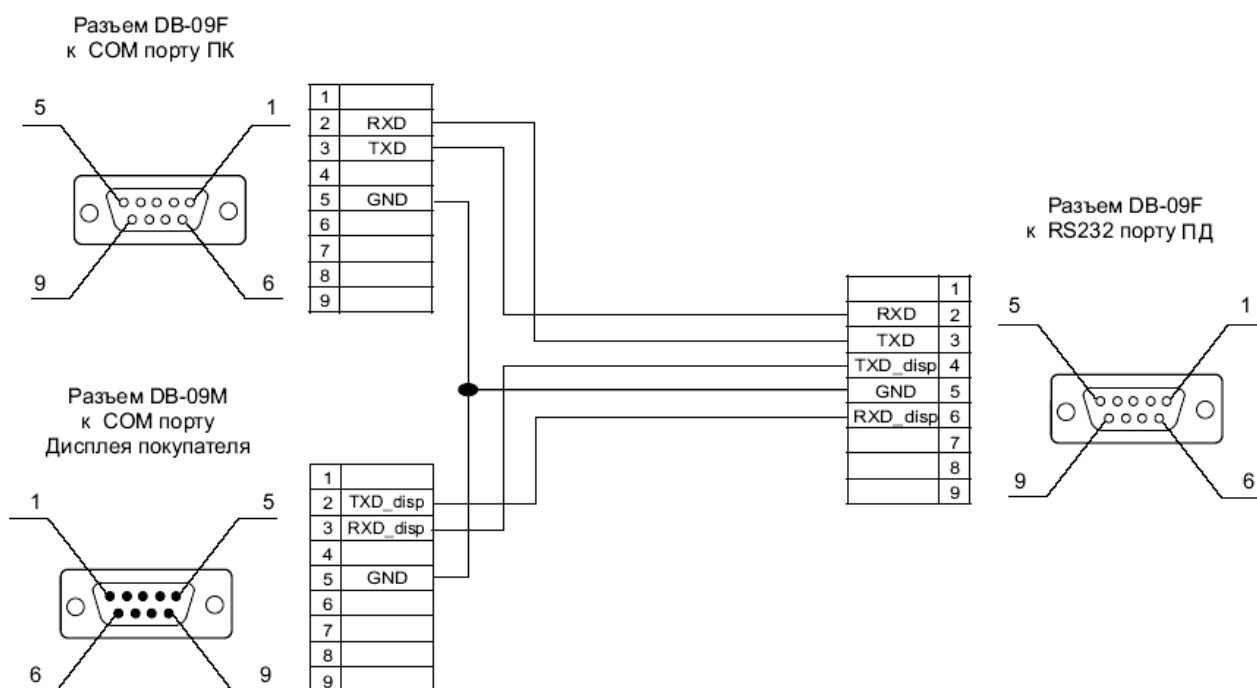 Разъем DB-09F
к COM порту ПК
5
1
9
6
1
2 RXD
3 TXD
4
5 GND
6
7
8
9
Разъем DB-09F
к RS232 порту ПД
1
RXD 2
TXD 3
TXD_disp 4
GND 5
RXD_disp 6
7
8
9
5
1
9
6
Разъем DB-09M
к COM порту
Дисплея покупателя
1
5
6
9
1
2 TXD_disp
3 RXD_disp
4
5 GND
6
7
8
9